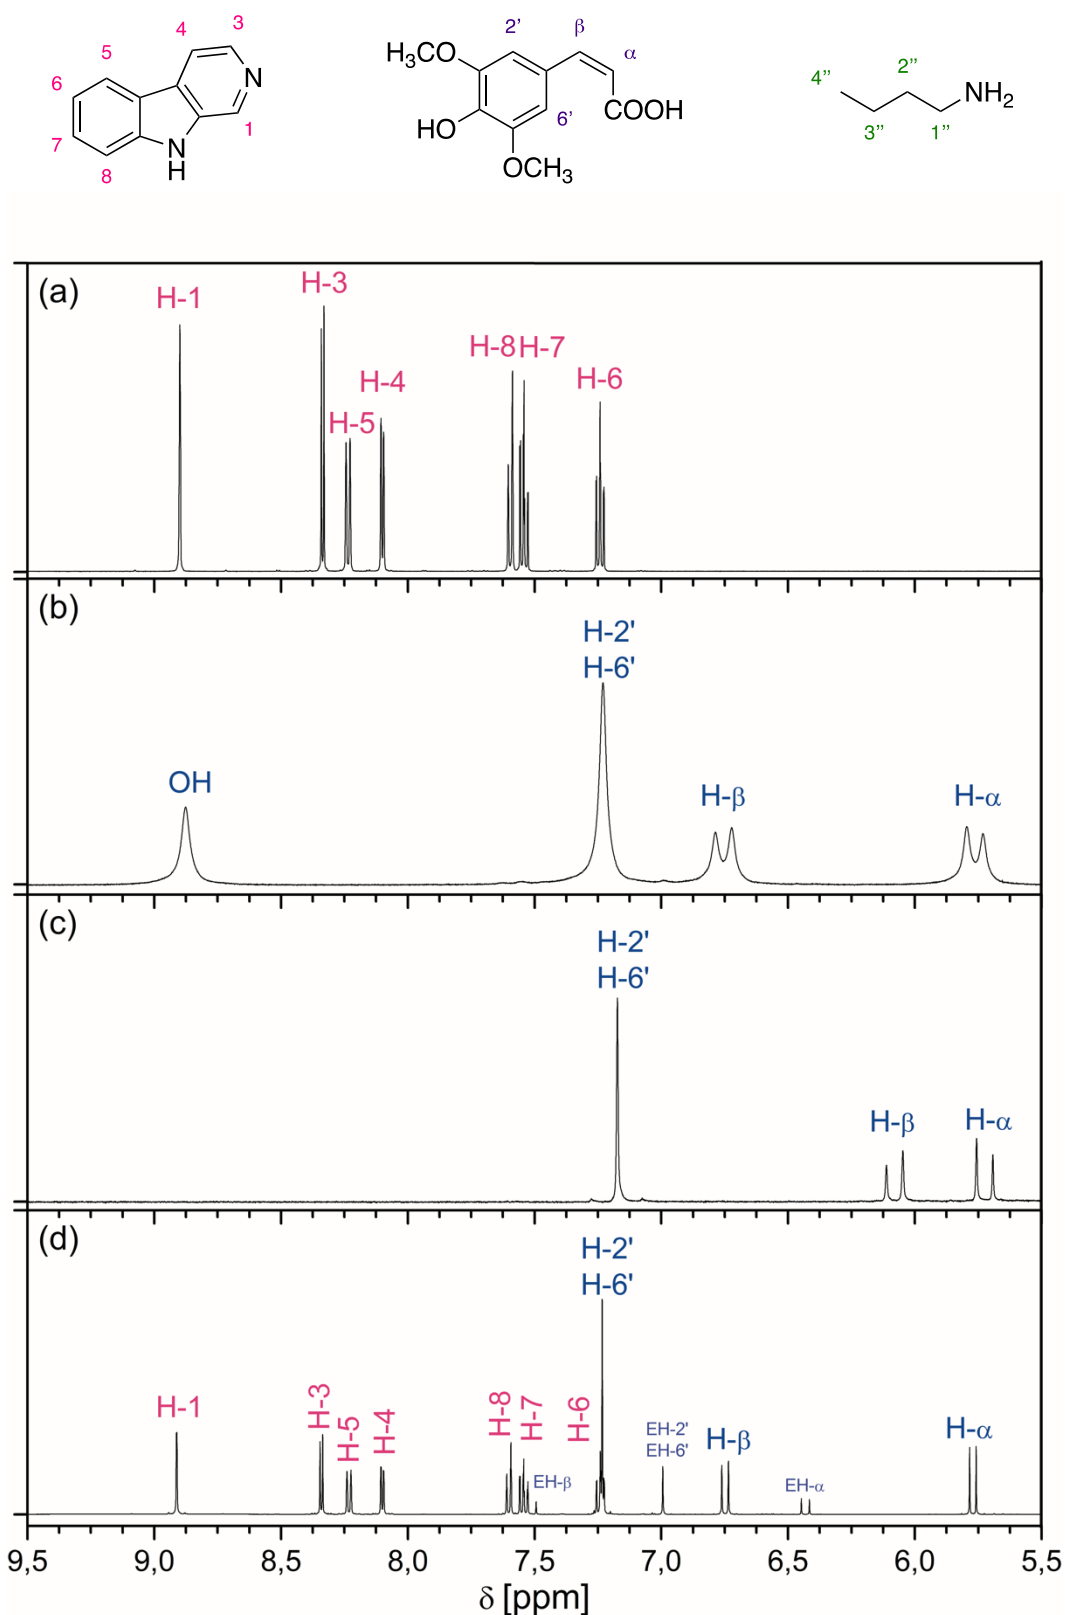 4
3
5
6
7
8
N
N
H
1
2'
β
α
H₃CO
HO
6'
COOH
OCH₃
4"
2"
NH₂
3"
1"
(a)
H-1
H-3
H-5
H-4
H-8
H-7
H-6
(b)
OH
H-2'
H-6'
H-β
H-α
(c)
H-2'
H-6'
H-β
H-α
(d)
H-1
H-3
H-5
H-4
H-8
H-7
EH-β
H-6
H-2'
H-6'
EH-2'
EH-6'
H-β
EH-α
H-α
9,5 9,0 8,5 8,0 7,5 7,0 6,5 6,0 5,5
δ [ppm]